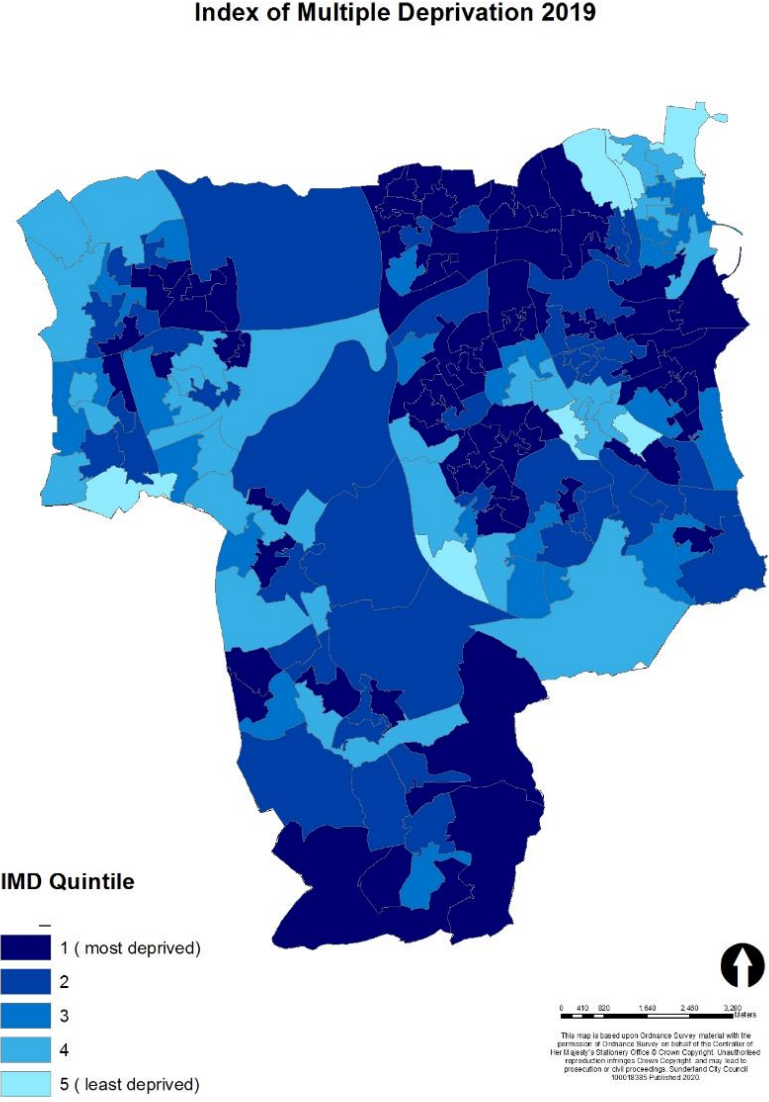 Index of Multiple Deprivation 2019
IMD Quintile
1 ( most deprived)
2
3
4
5 (least deprived)
0 410 820 1,640 2,460 3,280
Meters
This map is based upon Ordnance Survey material with the
permission of Ordnance Survey on behalf of the Controller of
Her Majesty's Stationery Office © Crown Copyright. Unauthorised
reproduction infringes Crown Copyright and may lead to
prosecution or civil proceedings. Sunderland City Council
100018385 Published 2020.